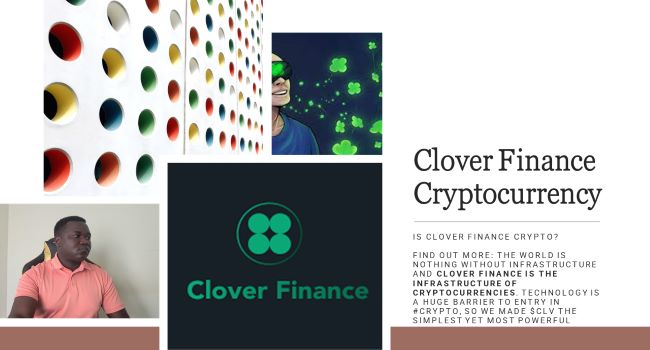 Clover Finance
Cryptocurrency
IS CLOVER FINANCE CRYPTO?
FIND OUT MORE: THE WORLD IS
NOTHING WITHOUT INFRASTRUCTURE
AND CLOVER FINANCE IS THE
INFRASTRUCTURE OF
CRYPTOCURRENCIES. TECHNOLOGY IS
A HUGE BARRIER TO ENTRY IN
#CRYPTO, SO WE MADE $CLV THE
SIMPLEST YET MOST POWERFUL
Clover Finance